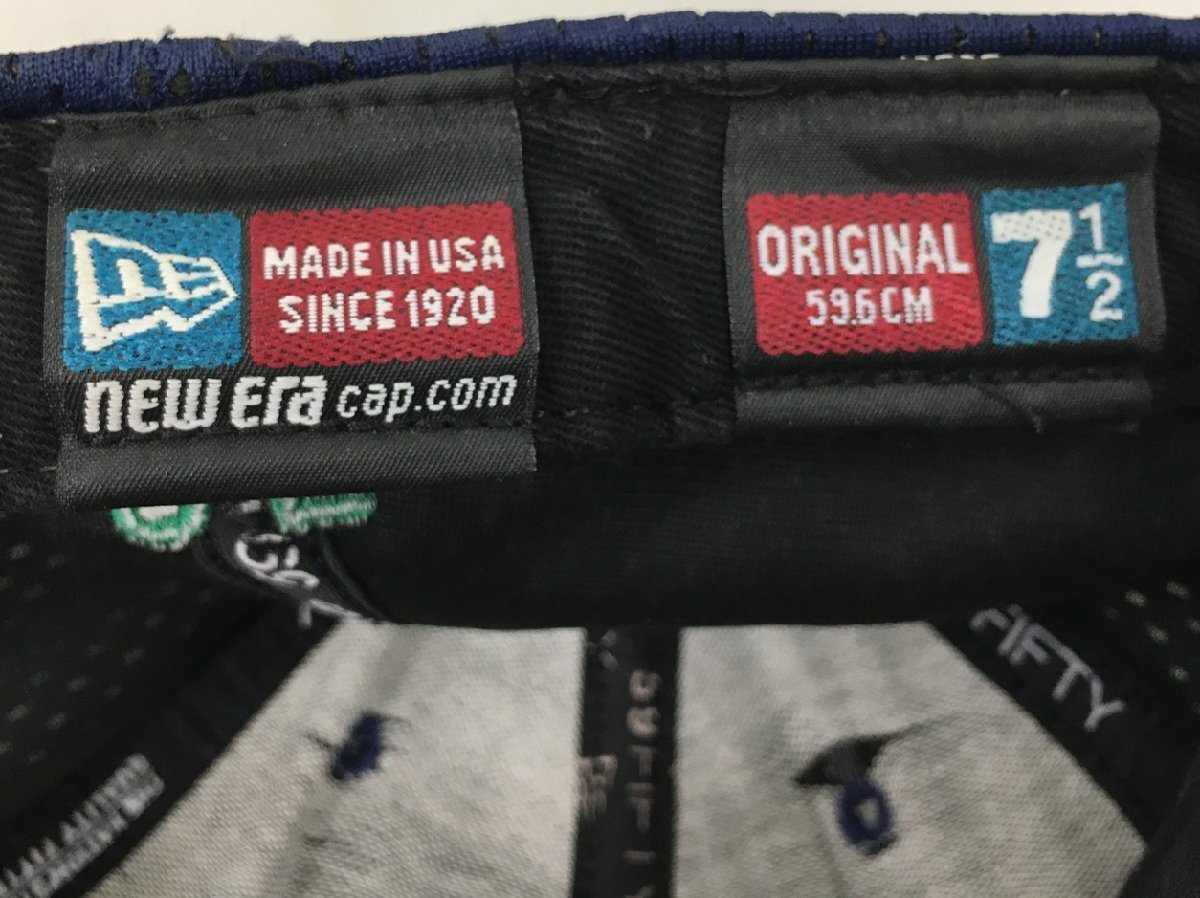 MADE IN USA
SINCE 1920
NEW ERA cap.com
ORIGINAL
59.6CM
7 1/2
FIFTY